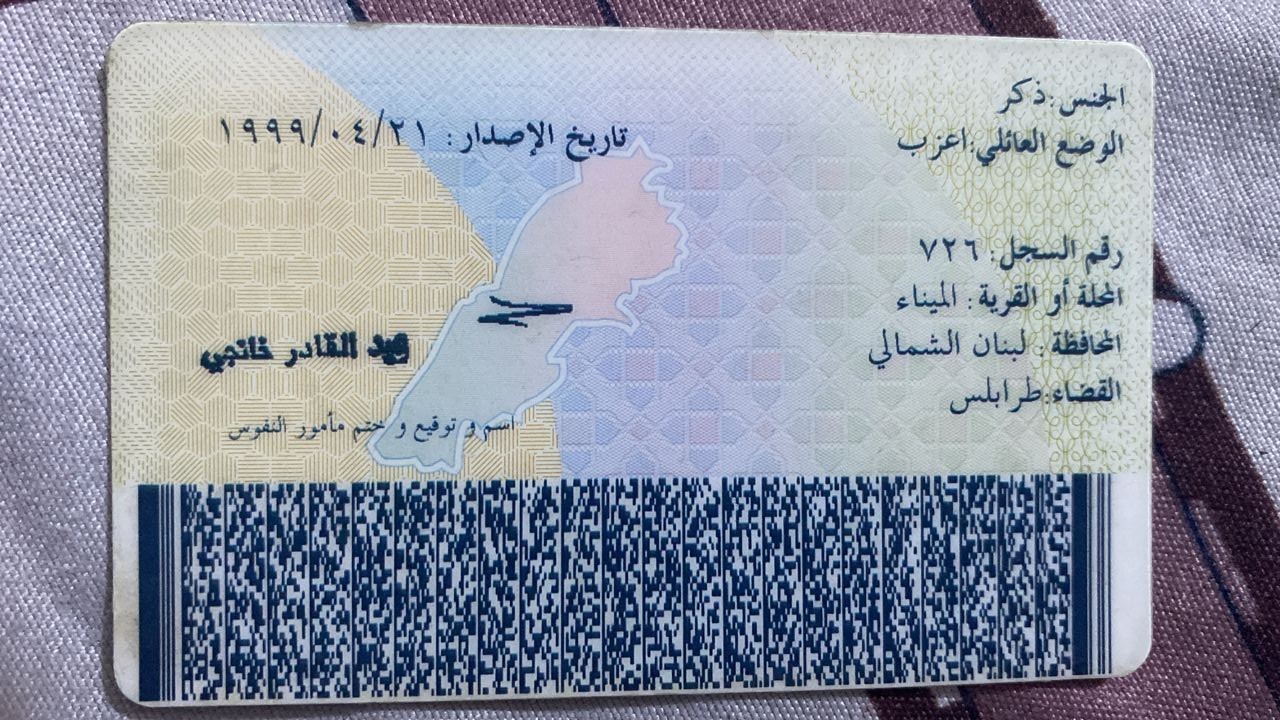 الجنس: ذكر
تاريخ الإصدار: ١٩٩٩/٠٤/٢١
الوضع العائلي: اعزب
رقم السجل: ٧٢٦
المحلة أو القرية: الميناء
المحافظة: لبنان الشمالي
القضاء: طرابلس
القادر خانجي
اسم و توقيع و ختم مأمور النفوس